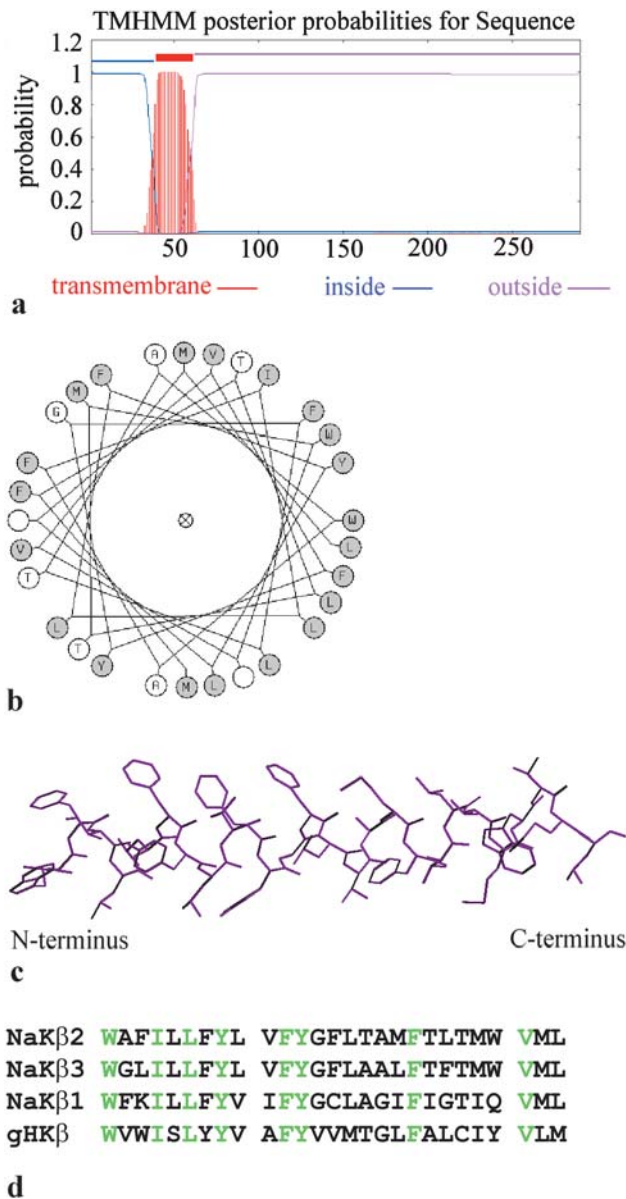 TMHMM posterior probabilities for Sequence
1.2
1
0.8
0.6
0.4
0.2
0
probability
50 100 150 200 250
transmembrane inside outside
a
A M V T
F I
M
G F
W
F Y
F W
V L
T F
L
L L
T
Y L
A M L
b
N-terminus C-terminus
c
NaKβ2 WAFILLFYL VFYGFLTAMFTLTMW VML
NaKβ3 WGLILLFYL VFYGFLAALFTFTMW VML
NaKβ1 WFKILLFYV IFYGCLAGIFIGTIQ VML
gHKβ WVWISLYYV AFYVVMTGLFALCIY VLM
d